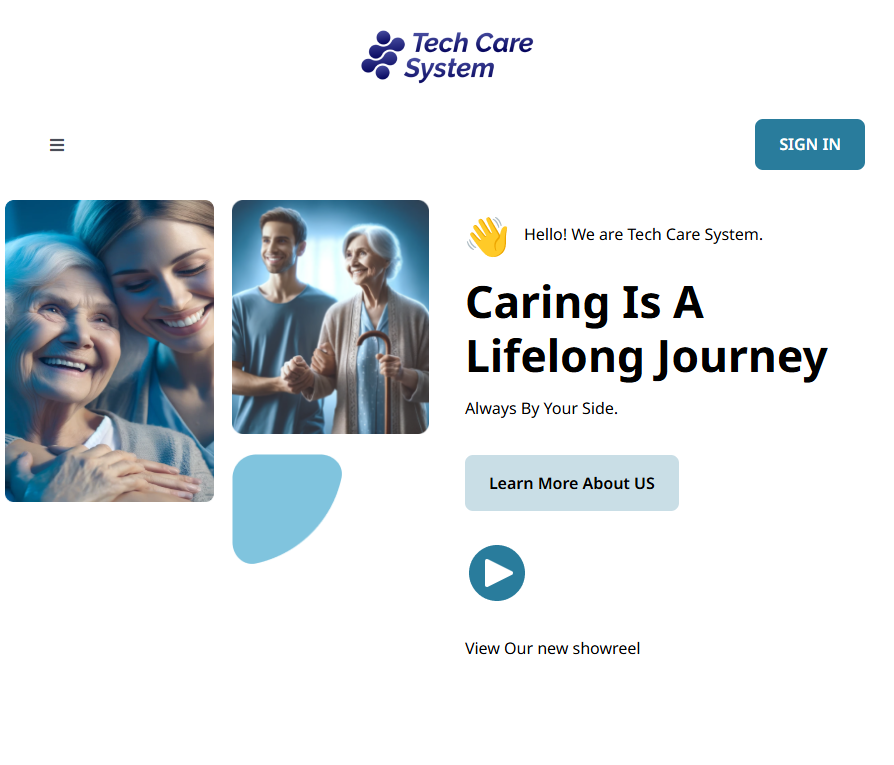 Tech Care
System
SIGN IN
Hello! We are Tech Care System.
Caring Is A
Lifelong Journey
Always By Your Side.
Learn More About US
View Our new showreel